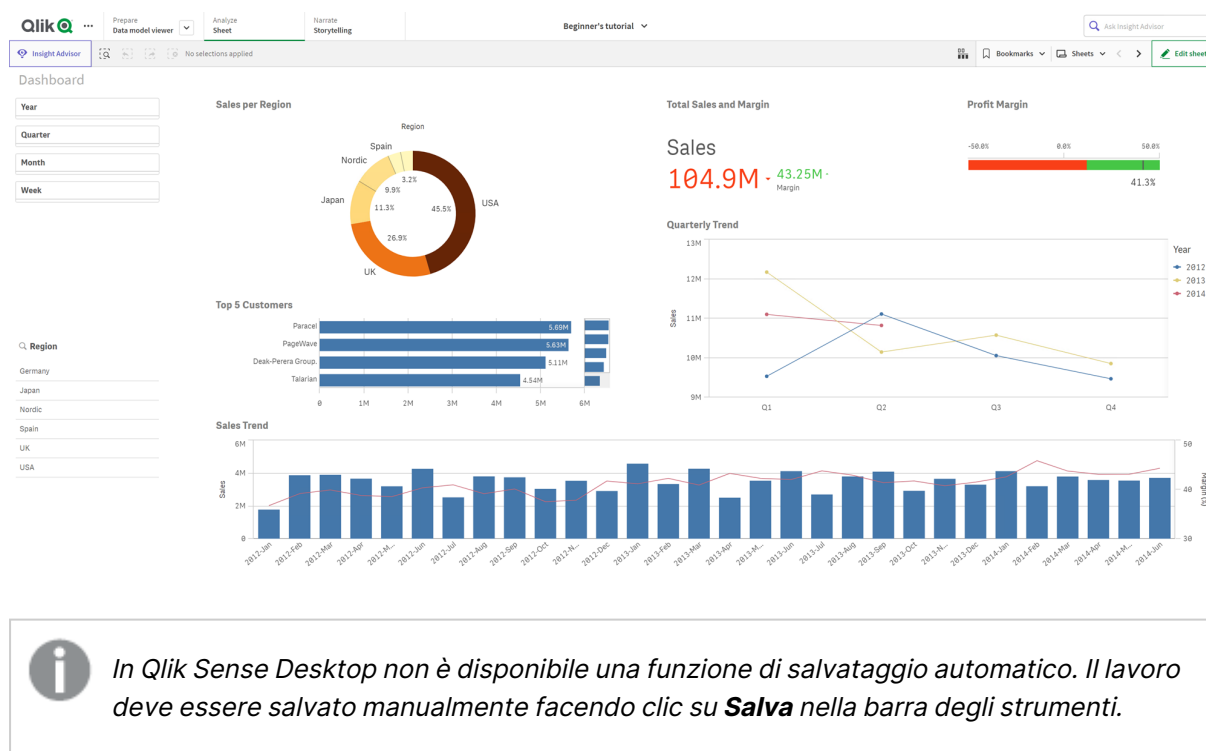 Qlik
Prepare
Data model viewer
Analyze
Sheet
Narrate
Storytelling
Beginner's tutorial
Ask Insight Advisor
Insight Advisor
No selections applied
Bookmarks
Sheets
Edit sheet
Dashboard
Year
Quarter
Month
Week
Region
Germany
Japan
Nordic
Spain
UK
USA
Sales per Region
Region
Spain
Nordic
Japan
UK
USA
3.2%
9.9%
11.3%
26.9%
45.5%
Total Sales and Margin
Sales
104.9M - 43.25M -
Margin
Profit Margin
-50.0% 0.0% 50.0%
41.3%
Top 5 Customers
Paracel 5.69M
PageWave 5.63M
Deak-Perera Group. 5.11M
Talarian 4.54M
0 1M 2M 3M 4M 5M 6M
Quarterly Trend
Sales
13M
12M
11M
10M
9M
Q1 Q2 Q3 Q4
Year
2012
2013
2014
Sales Trend
Sales
6M
4M
2M
0
50
40
30
Margin (%)
2012-Jan 2012-Feb 2012-Mar 2012-Apr 2012-M... 2012-Jun 2012-Jul 2012-Aug 2012-Sep 2012-Oct 2012-N... 2012-Dec 2013-Jan 2013-Feb 2013-Mar 2013-Apr 2013-M... 2013-Jun 2013-Jul 2013-Aug 2013-Sep 2013-Oct 2013-N... 2013-Dec 2014-Jan 2014-Feb 2014-Mar 2014-Apr 2014-M... 2014-Jun
In Qlik Sense Desktop non è disponibile una funzione di salvataggio automatico. Il lavoro
deve essere salvato manualmente facendo clic su Salva nella barra degli strumenti.